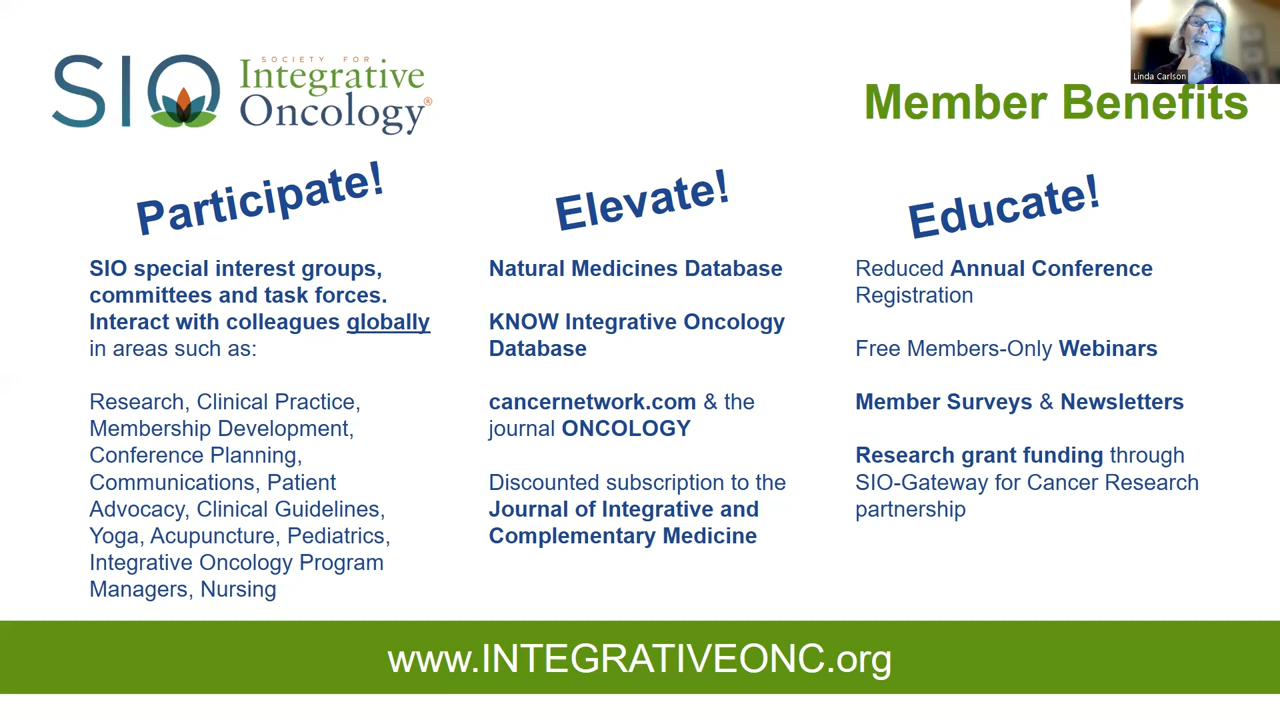 SIO
SOCIETY FOR
Integrative
Oncology®
Linda Carlson
Member Benefits
Participate!
SIO special interest groups,
committees and task forces.
Interact with colleagues globally
in areas such as:
Research, Clinical Practice,
Membership Development,
Conference Planning,
Communications, Patient
Advocacy, Clinical Guidelines,
Yoga, Acupuncture, Pediatrics,
Integrative Oncology Program
Managers, Nursing
Elevate!
Natural Medicines Database
KNOW Integrative Oncology
Database
cancernetwork.com & the
journal ONCOLOGY
Discounted subscription to the
Journal of Integrative and
Complementary Medicine
Educate!
Reduced Annual Conference
Registration
Free Members-Only Webinars
Member Surveys & Newsletters
Research grant funding through
SIO-Gateway for Cancer Research
partnership
www.INTEGRATIVEONC.org